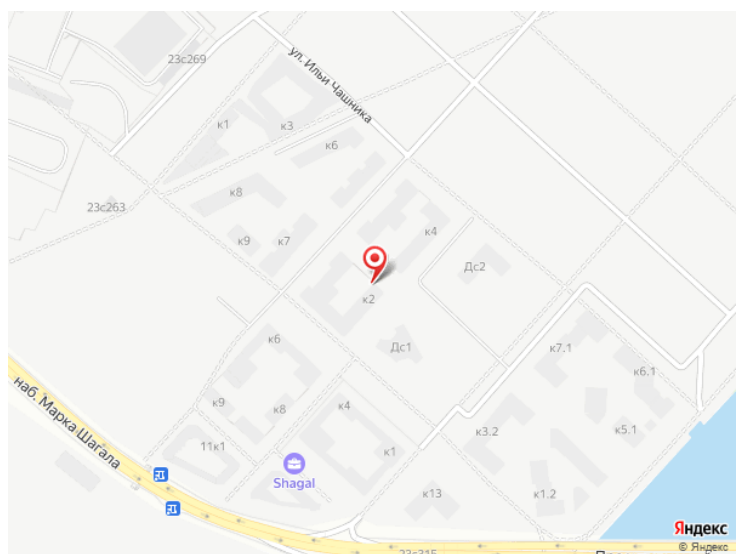 23с269
ул. Ильи Чашника
к1
к3
к6
к8
23с263
к9
к7
к4
Дс2
к2
к6
Дс1
к7.1
к6.1
наб. Марка Шагала
к9
к8
к4
к3.2
к5.1
11к1
к1
Shagal
к13
к1.2
Яндекс
© Яндекс